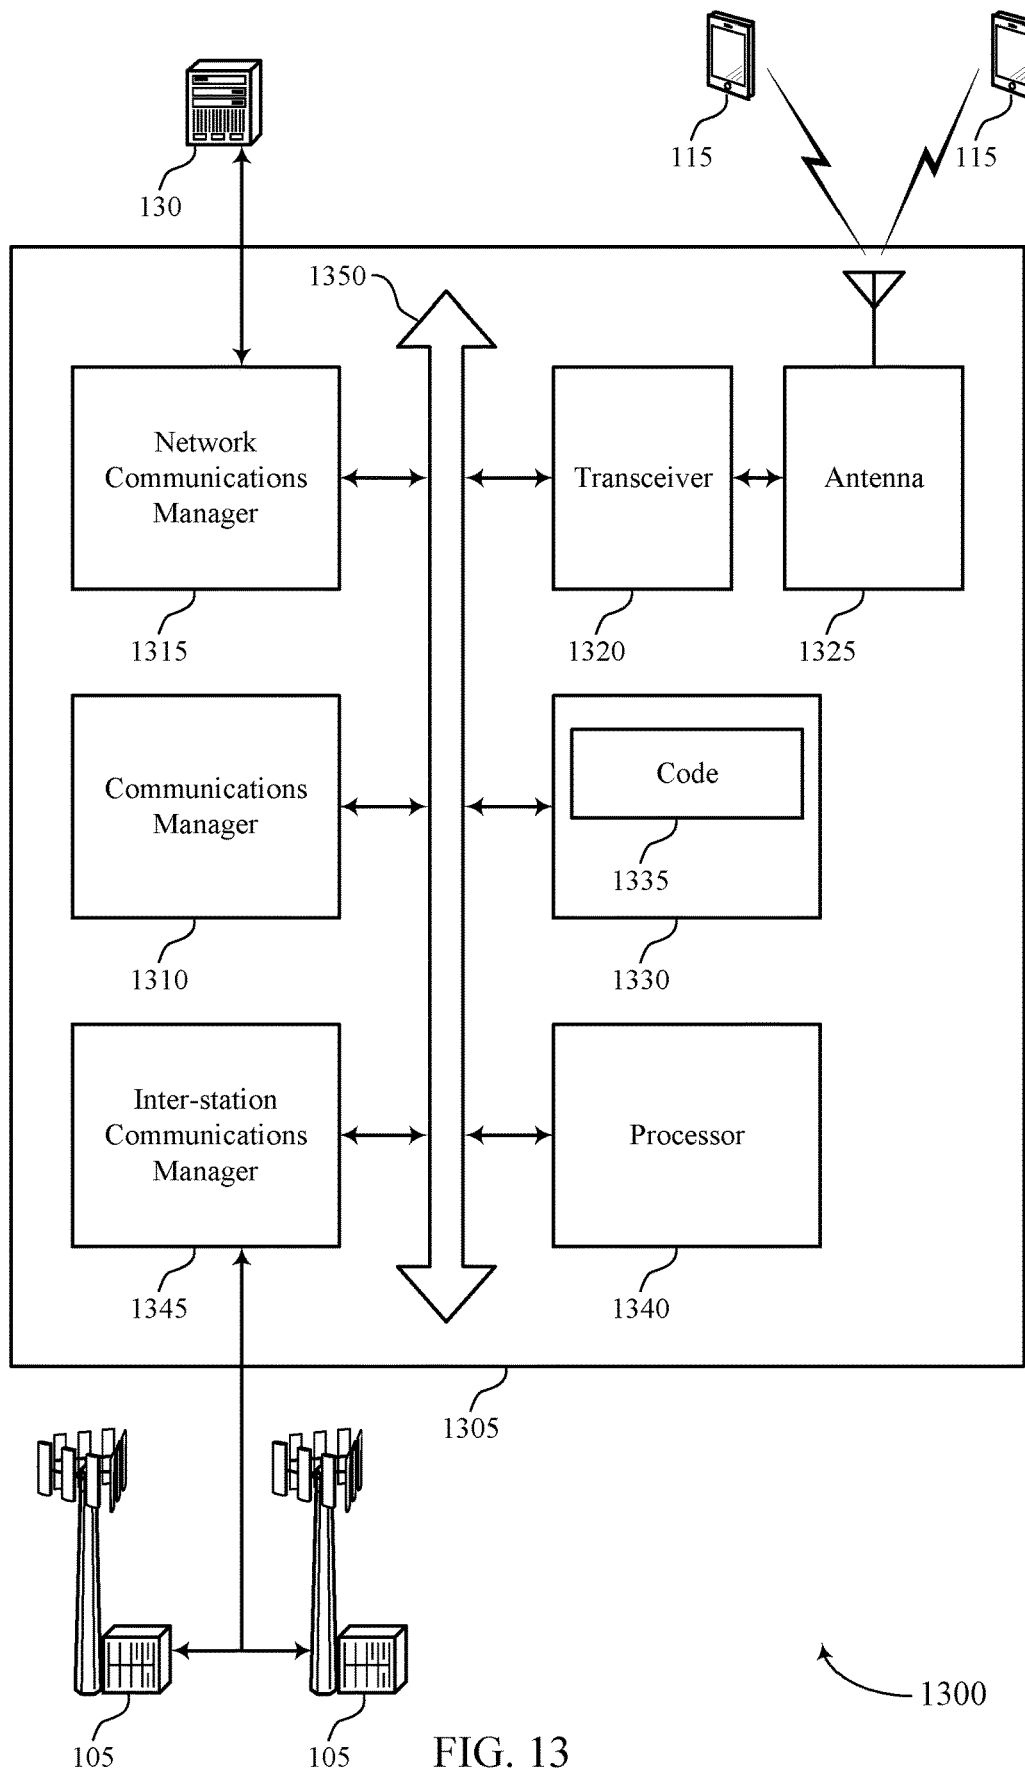 130
115
115
1350
Network
Communications
Manager
Transceiver
Antenna
1315
1320
1325
Communications
Manager
Code
1335
1310
1330
Inter-station
Communications
Manager
Processor
1345
1340
1305
105
105
1300
FIG. 13